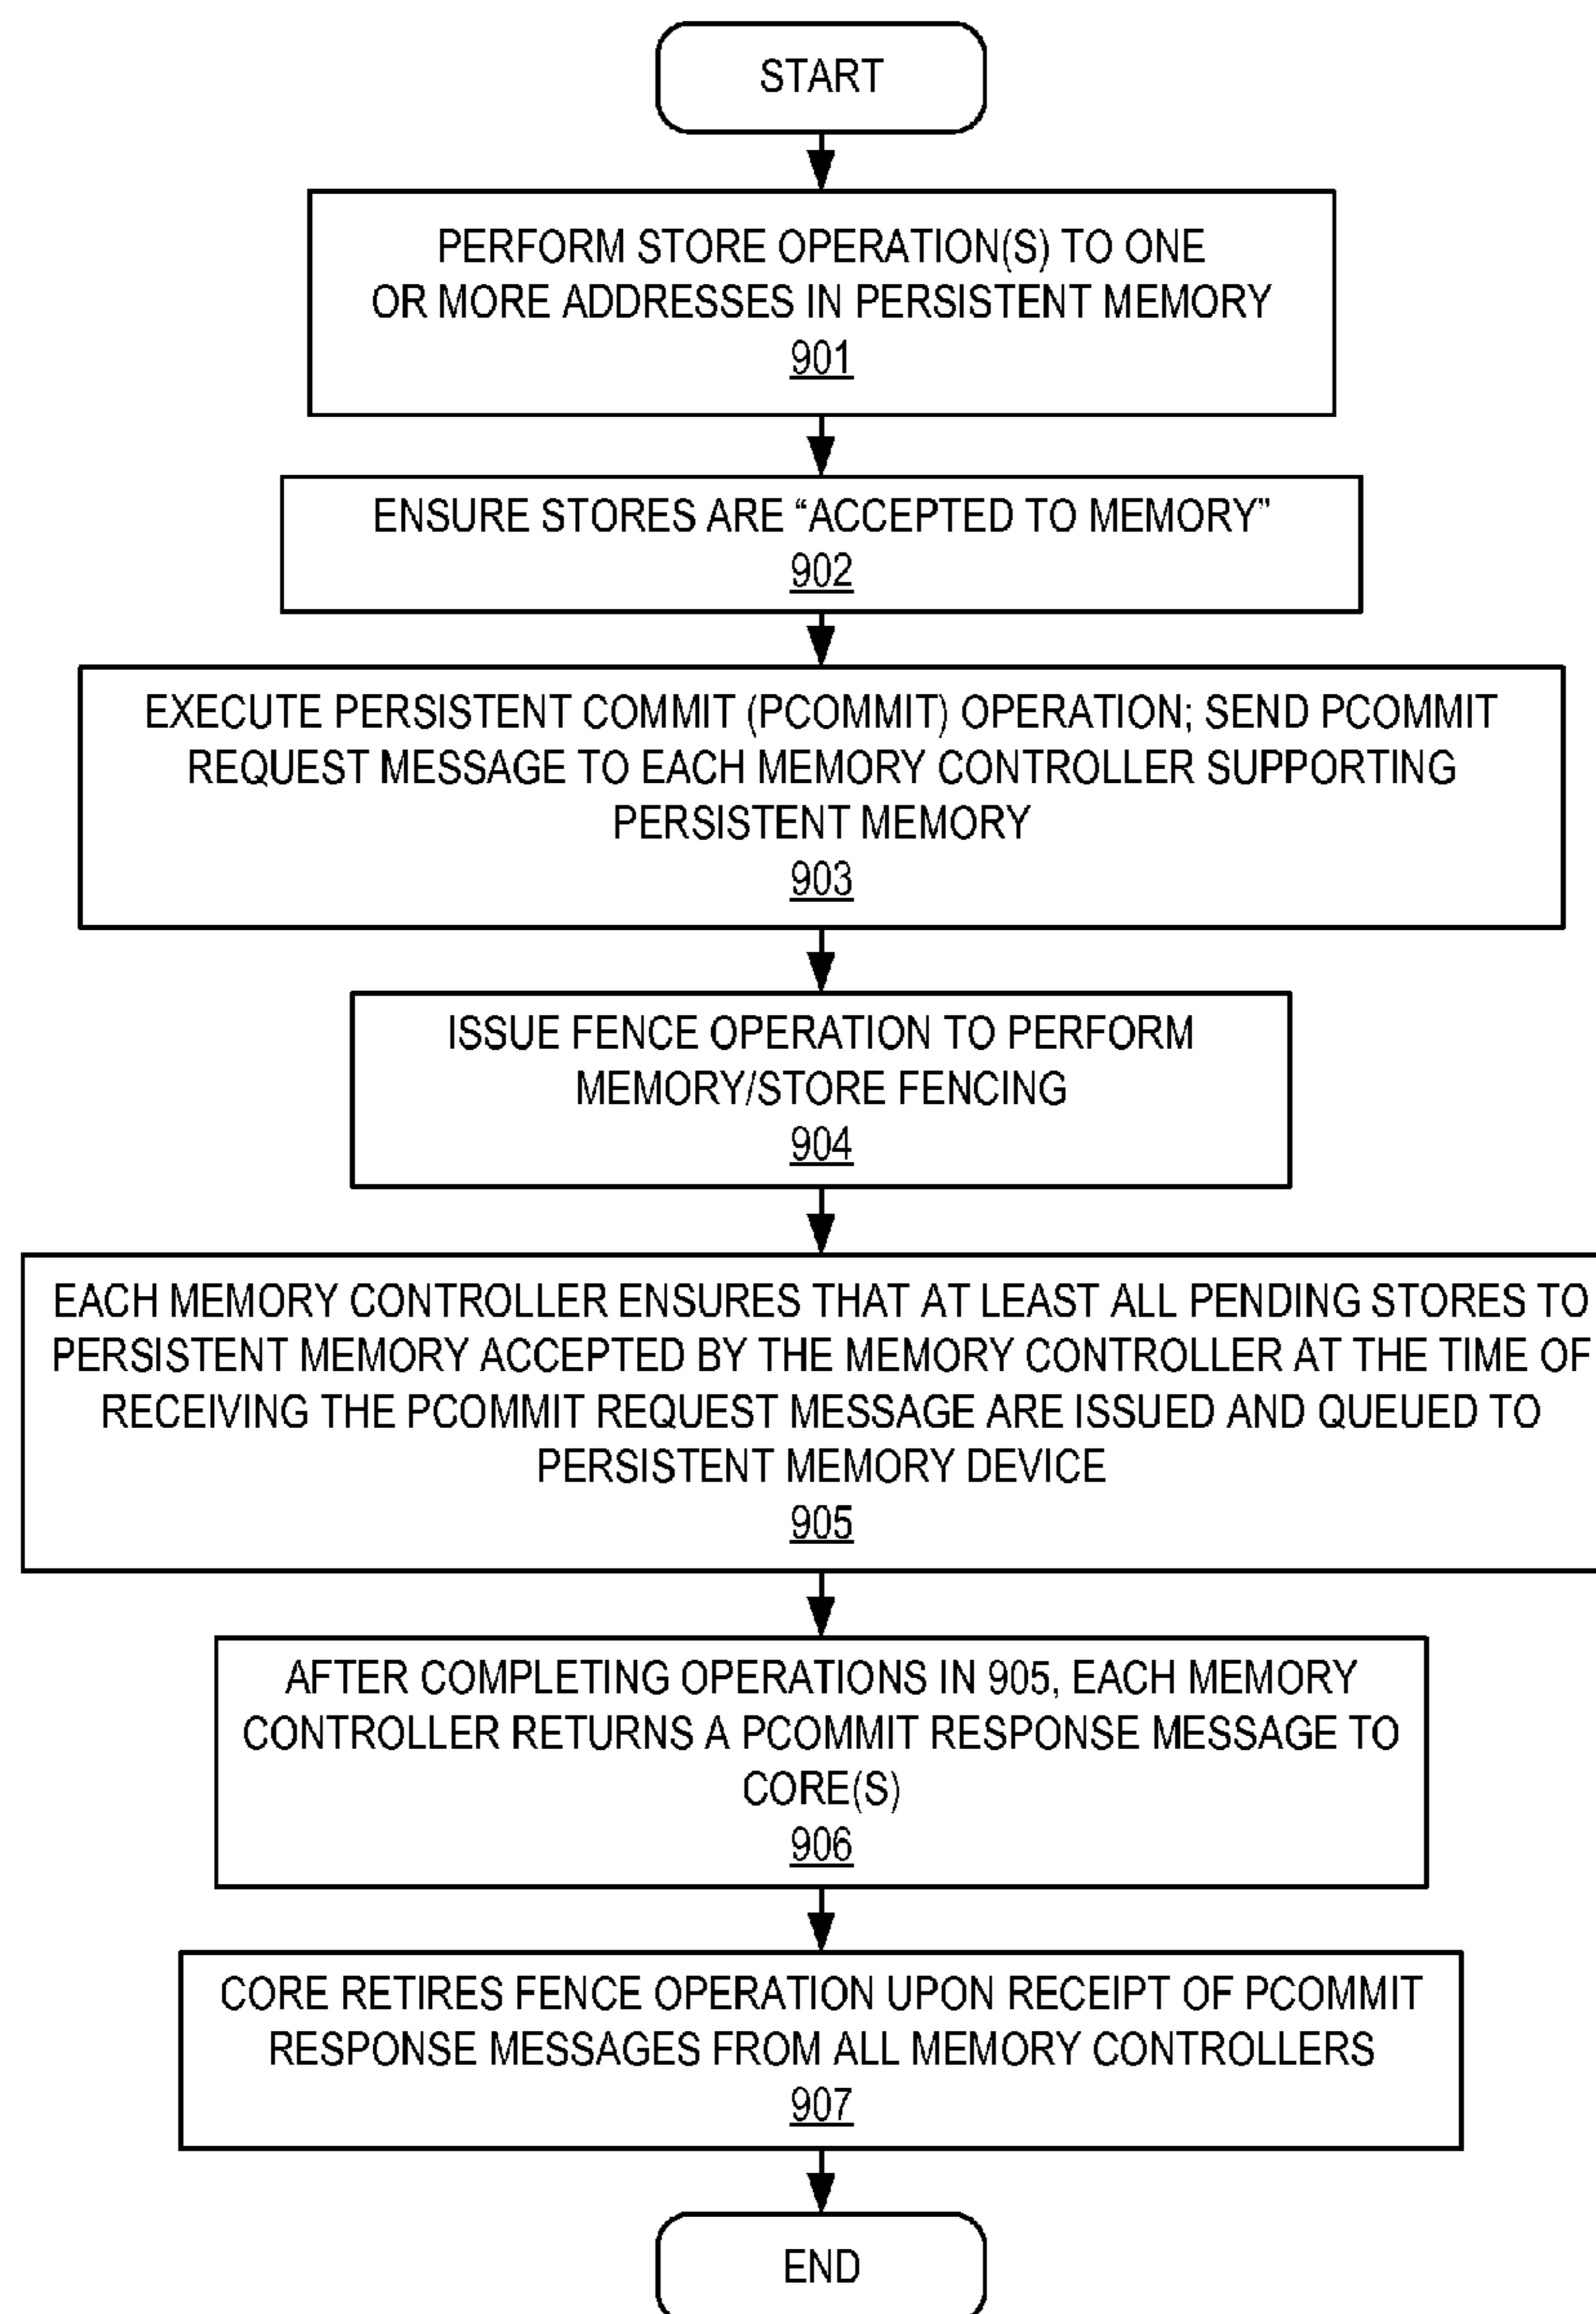 START
PERFORM STORE OPERATION(S) TO ONE
OR MORE ADDRESSES IN PERSISTENT MEMORY
901
ENSURE STORES ARE “ACCEPTED TO MEMORY”
902
EXECUTE PERSISTENT COMMIT (PCOMMIT) OPERATION; SEND PCOMMIT
REQUEST MESSAGE TO EACH MEMORY CONTROLLER SUPPORTING
PERSISTENT MEMORY
903
ISSUE FENCE OPERATION TO PERFORM
MEMORY/STORE FENCING
904
EACH MEMORY CONTROLLER ENSURES THAT AT LEAST ALL PENDING STORES TO
PERSISTENT MEMORY ACCEPTED BY THE MEMORY CONTROLLER AT THE TIME OF
RECEIVING THE PCOMMIT REQUEST MESSAGE ARE ISSUED AND QUEUED TO
PERSISTENT MEMORY DEVICE
905
AFTER COMPLETING OPERATIONS IN 905, EACH MEMORY
CONTROLLER RETURNS A PCOMMIT RESPONSE MESSAGE TO
CORE(S)
906
CORE RETIRES FENCE OPERATION UPON RECEIPT OF PCOMMIT
RESPONSE MESSAGES FROM ALL MEMORY CONTROLLERS
907
END